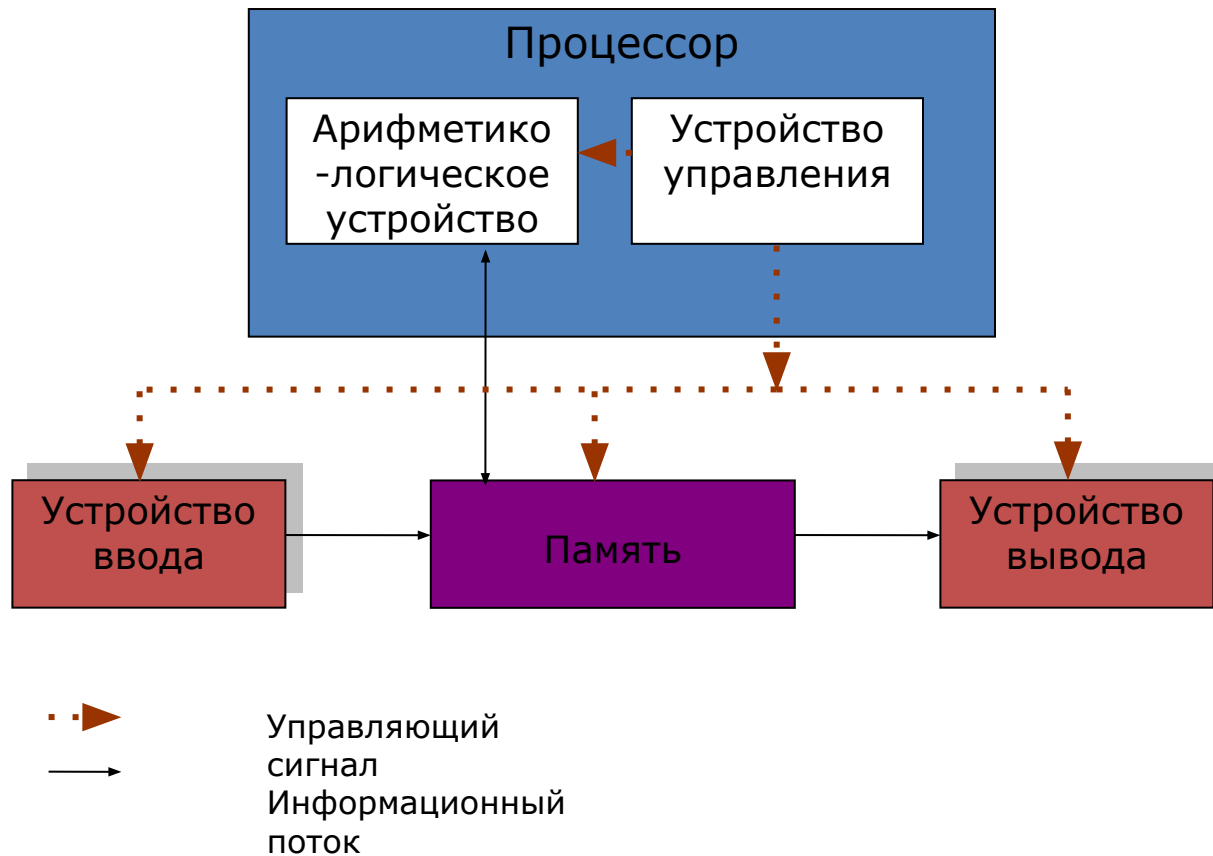 Процессор
Арифметико
-логическое
устройство
Устройство
управления
Устройство
ввода
Память
Устройство
вывода
Управляющий
сигнал
Информационный
поток